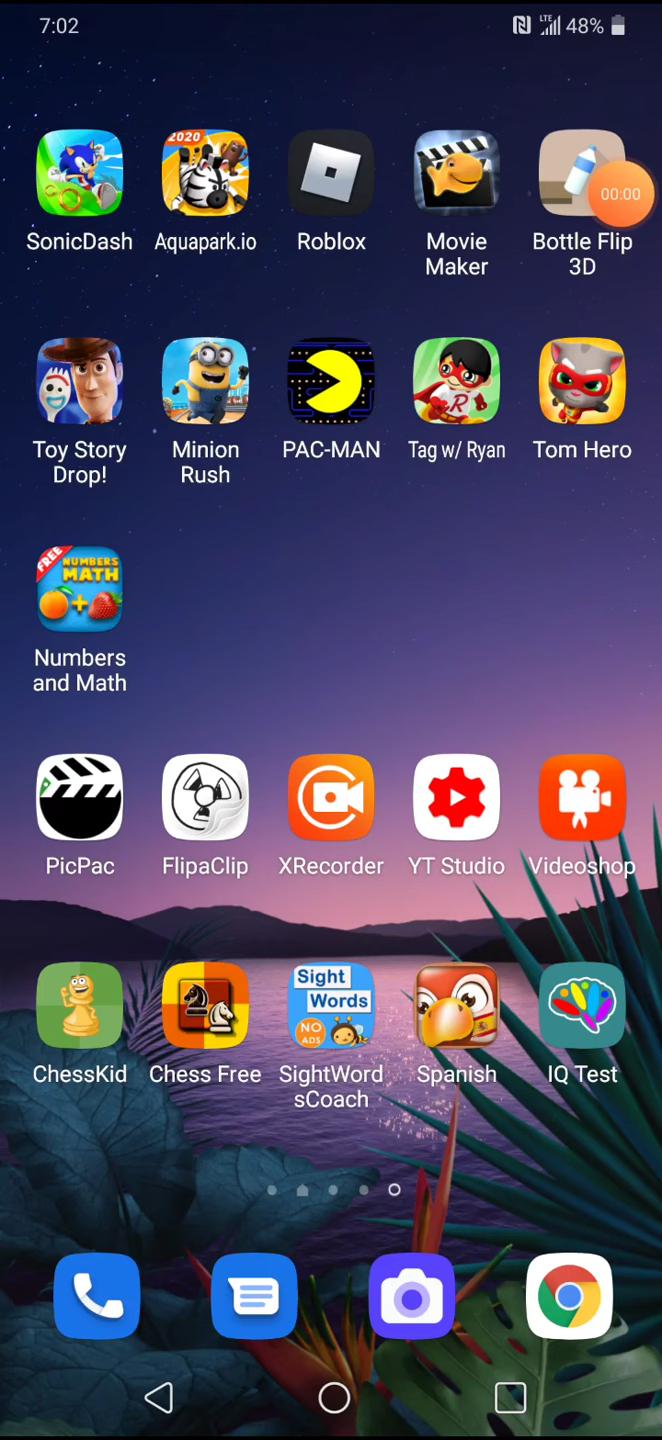 7:02
LTE
48%
2020
00:00
SonicDash
Aquapark.io
Roblox
Movie
Maker
Bottle Flip
3D
R
Toy Story
Drop!
Minion
Rush
PAC-MAN
Tag w/ Ryan
Tom Hero
FREE
NUMBERS
MATH
Numbers
and Math
PicPac
FlipaClip
XRecorder
YT Studio
Videoshop
Sight
Words
NO
ADS
ChessKid
Chess Free
SightWord
sCoach
Spanish
IQ Test